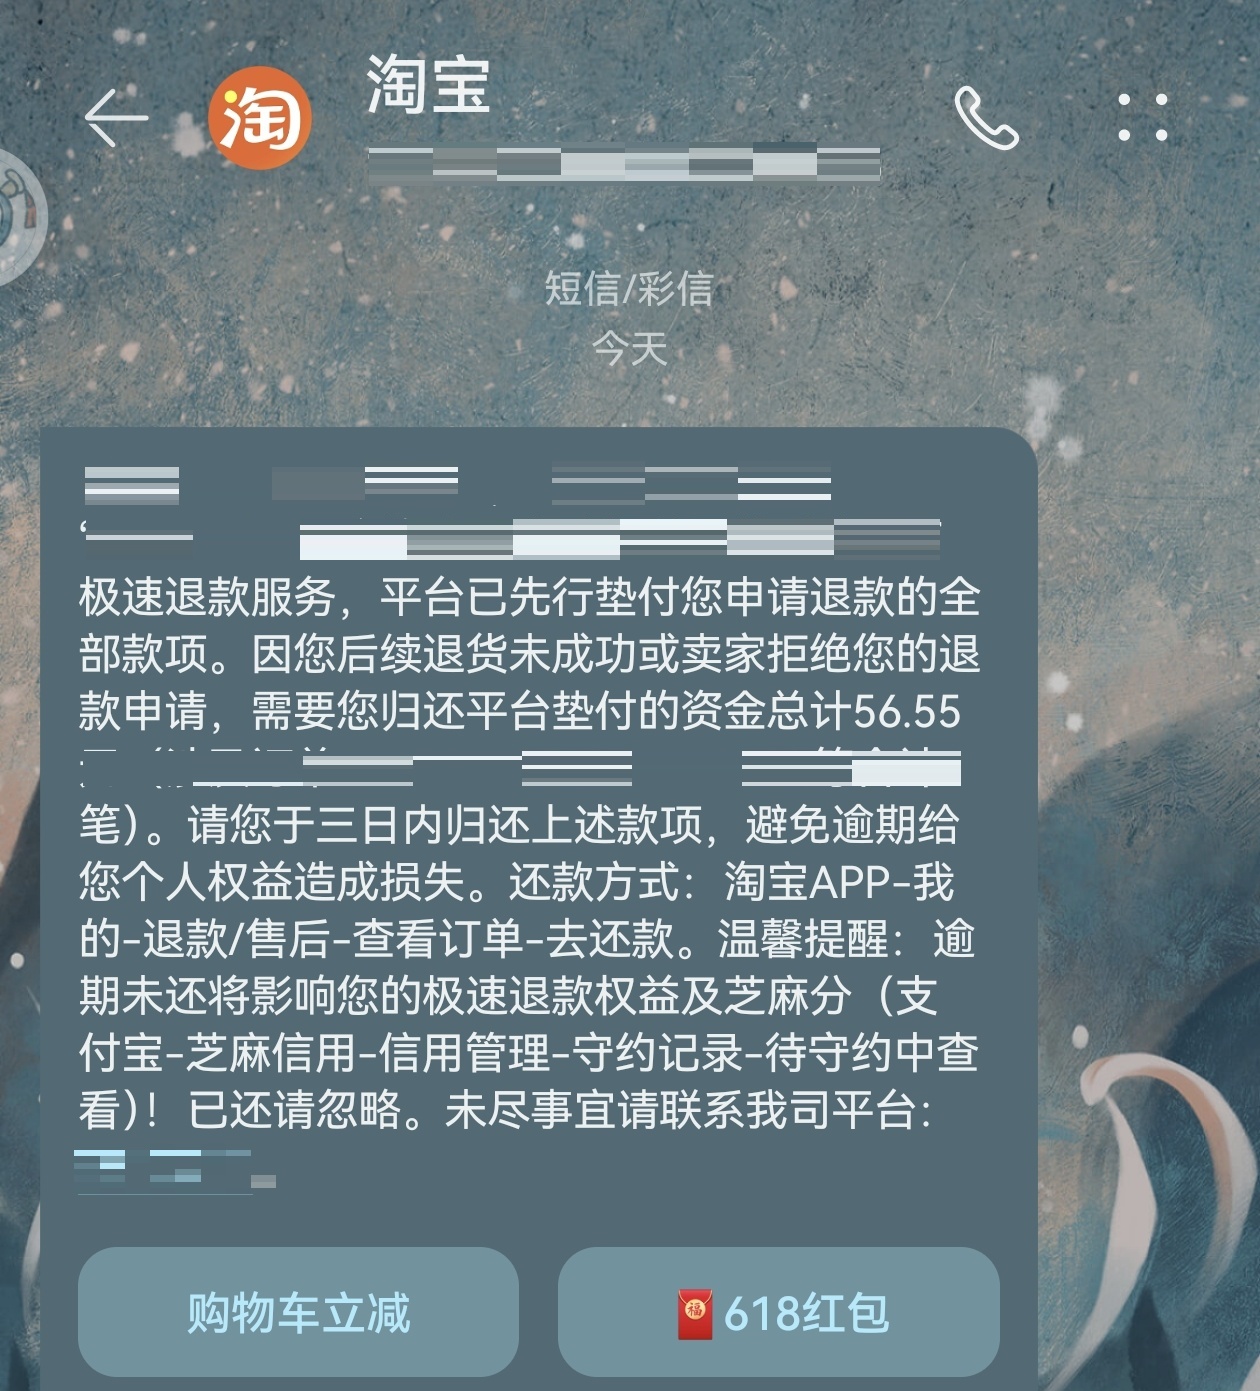 淘
淘宝
短信/彩信
今天
极速退款服务，平台已先行垫付您申请退款的全
部款项。因您后续退货未成功或卖家拒绝您的退
款申请，需要您归还平台垫付的资金总计56.55
笔）。请您于三日内归还上述款项，避免逾期给
您个人权益造成损失。还款方式：淘宝APP-我
的-退款/售后-查看订单-去还款。温馨提醒：逾
期未还将影响您的极速退款权益及芝麻分（支
付宝-芝麻信用-信用管理-守约记录-待守约中查
看）！已还请忽略。未尽事宜请联系我司平台：
购物车立减
福
618红包